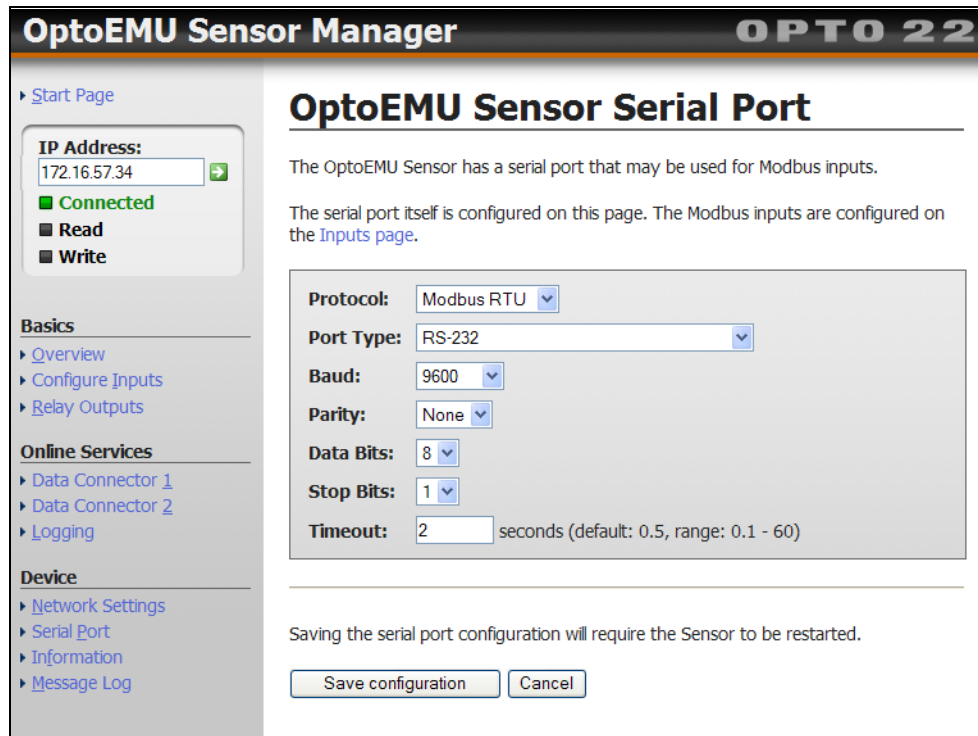 OptoEMU Sensor Manager
OPTO 22
Start Page
IP Address:
172.16.57.34
Connected
Read
Write
Basics
Overview
Configure Inputs
Relay Outputs
Online Services
Data Connector 1
Data Connector 2
Logging
Device
Network Settings
Serial Port
Information
Message Log
OptoEMU Sensor Serial Port
The OptoEMU Sensor has a serial port that may be used for Modbus inputs.
The serial port itself is configured on this page. The Modbus inputs are configured on
the Inputs page.
Protocol: Modbus RTU
Port Type: RS-232
Baud: 9600
Parity: None
Data Bits: 8
Stop Bits: 1
Timeout: 2 seconds (default: 0.5, range: 0.1 - 60)
Saving the serial port configuration will require the Sensor to be restarted.
Save configuration Cancel